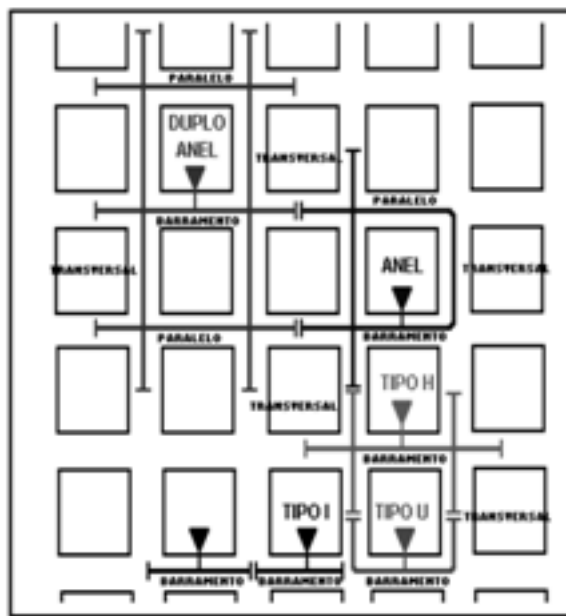 PARALELO
DUPLO
ANEL
TRANSVERSAL
PARALELO
BARRAMENTO
TRANSVERSAL
ANEL
TRANSVERSAL
PARALELO
BARRAMENTO
TIPO H
TRANSVERSAL
BARRAMENTO
TIPO I
TIPO U
TRANSVERSAL
BARRAMENTO
BARRAMENTO
BARRAMENTO